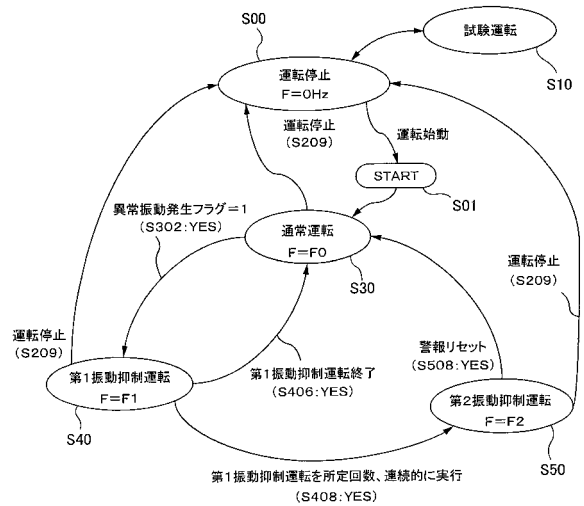 S00
試験運転
S10
運転停止
F=0Hz
運転停止
(S209)
運転始動
START
S01
異常振動発生フラグ=1
(S302:YES)
通常運転
F=F0
S30
運転停止
(S209)
運転停止
(S209)
第1振動抑制運転
F=F1
S40
第1振動抑制運転終了
(S406:YES)
警報リセット
(S508:YES)
第2振動抑制運転
F=F2
S50
第1振動抑制運転を所定回数、連続的に実行
(S408:YES)